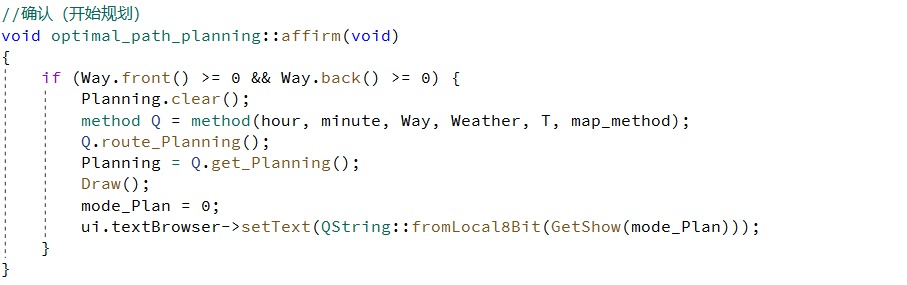 //确认（开始规划）
void optimal_path_planning::affirm(void)
{
    if (Way.front() >= 0 && Way.back() >= 0) {
        Planning.clear();
        method Q = method(hour, minute, Way, Weather, T, map_method);
        Q.route_Planning();
        Planning = Q.get_Planning();
        Draw();
        mode_Plan = 0;
        ui.textBrowser->setText(QString::fromLocal8Bit(GetShow(mode_Plan)));
    }
}